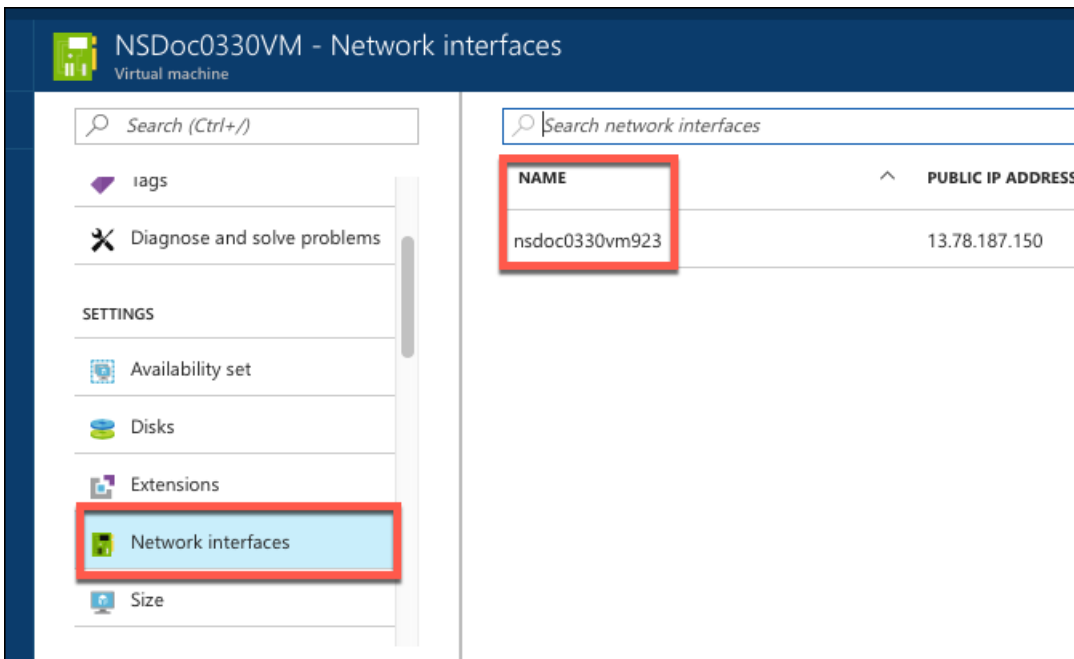 NSDoc0330VM - Network interfaces
Virtual machine
Search (Ctrl+/)
Tags
Diagnose and solve problems
SETTINGS
Availability set
Disks
Extensions
Network interfaces
Size
Search network interfaces
NAME PUBLIC IP ADDRESS
nsdoc0330vm923 13.78.187.150